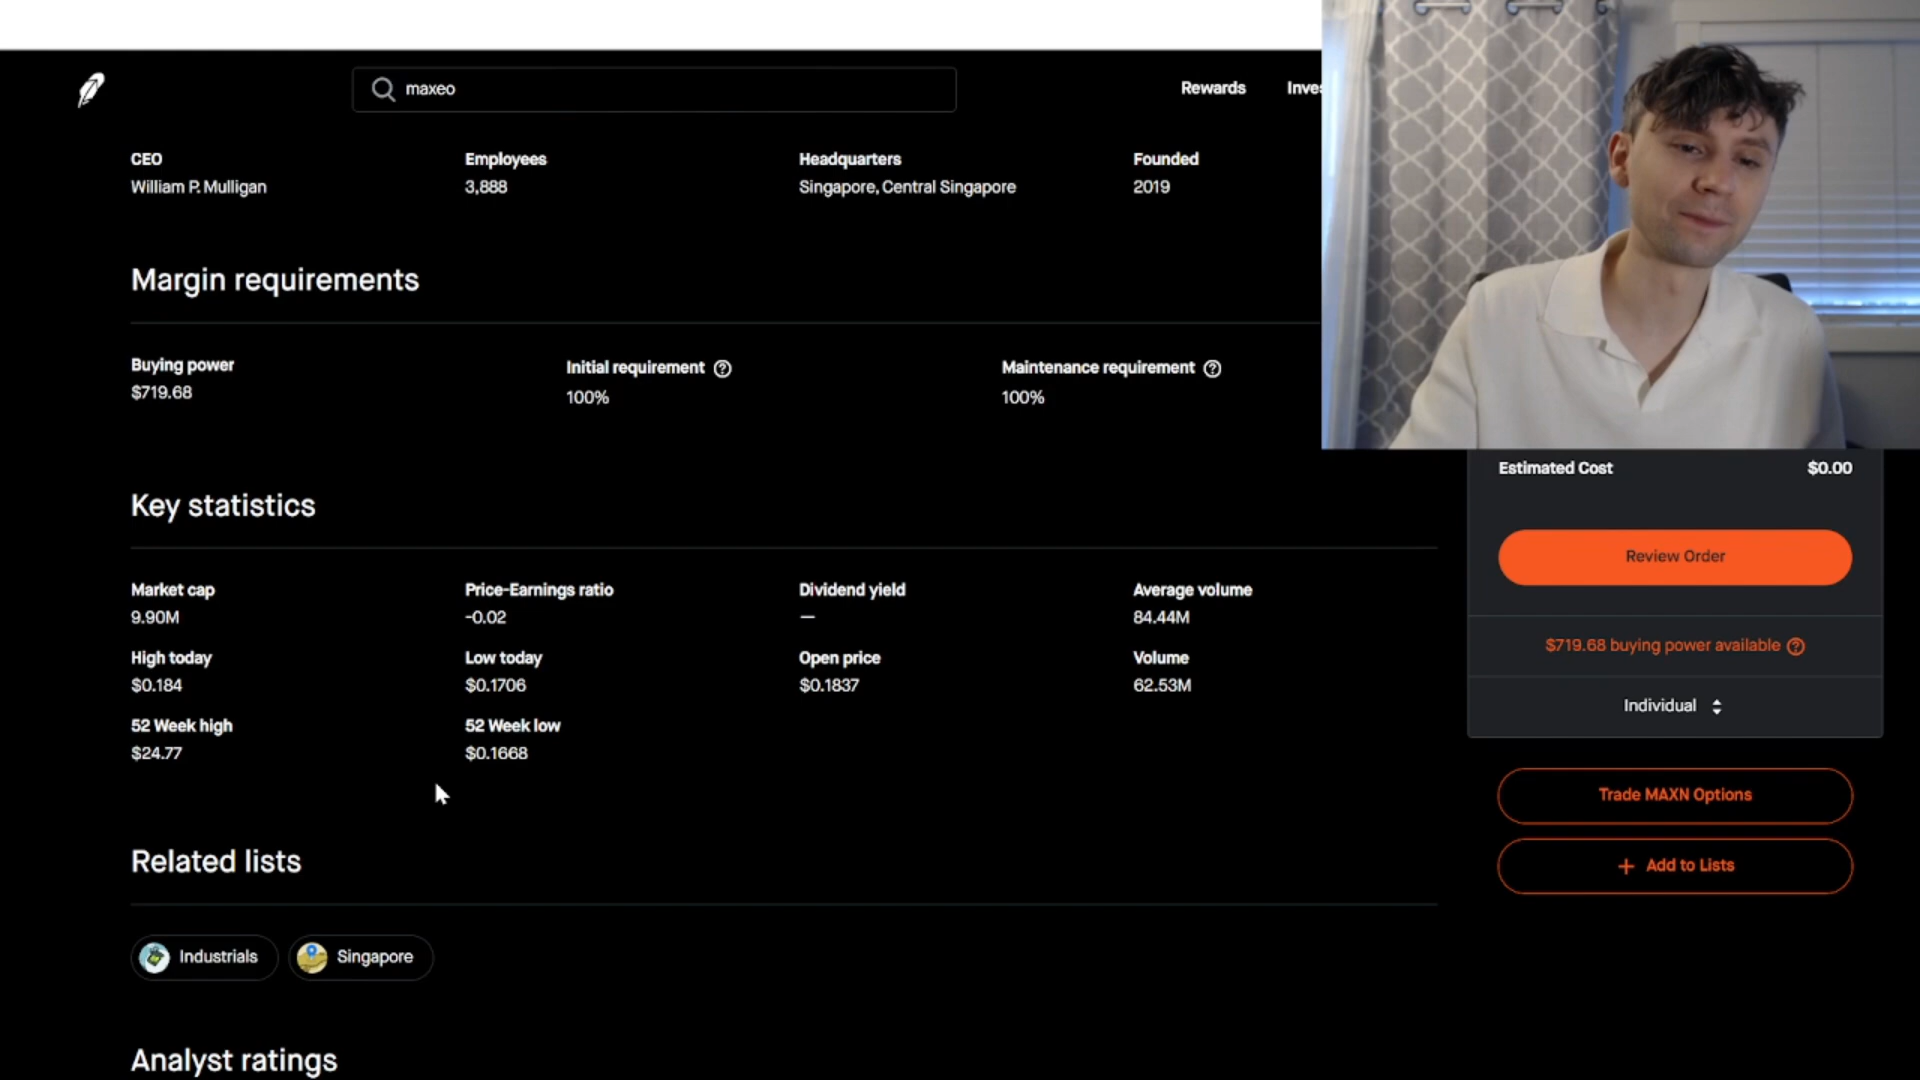 maxeo
Rewards
Inves
CEO
Employees
Headquarters
Founded
William P. Mulligan
3,888
Singapore, Central Singapore
2019
Margin requirements
Buying power
Initial requirement ?
Maintenance requirement ?
$719.68
100%
100%
Estimated Cost
$0.00
Key statistics
Review Order
Market cap
Price-Earnings ratio
Dividend yield
Average volume
9.90M
-0.02
—
84.44M
$719.68 buying power available ?
High today
Low today
Open price
Volume
$0.184
$0.1706
$0.1837
62.53M
Individual
52 Week high
52 Week low
$24.77
$0.1668
Trade MAXN Options
+ Add to Lists
Related lists
Industrials
Singapore
Analyst ratings